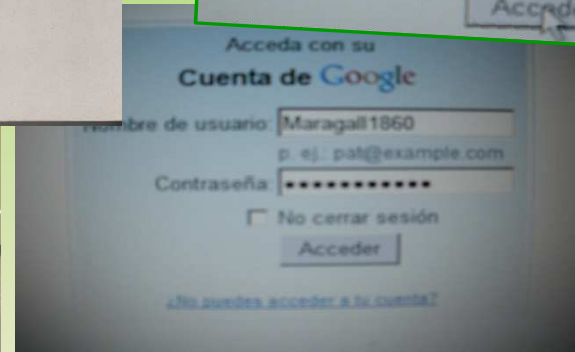 Accede
Acceda con su
Cuenta de Google
Nombre de usuario: Maragall1860
p. ej.: pat@example.com
Contraseña: ••••••••••••
No cerrar sesión
Acceder
¿No puedes acceder a tu cuenta?